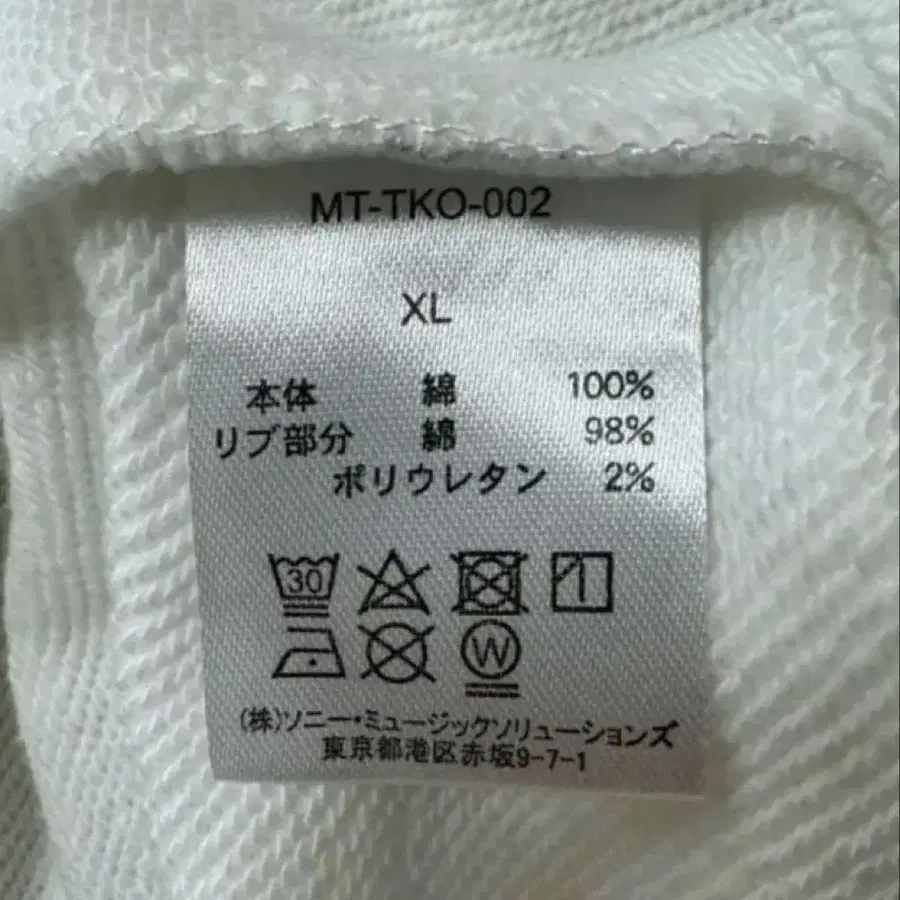 MT-TKO-002
XL
本体 綿 100%
リブ部分 綿 98%
ポリウレタン 2%
30
W
(株)ソニー・ミュージックソリューションズ
東京都港区赤坂9-7-1